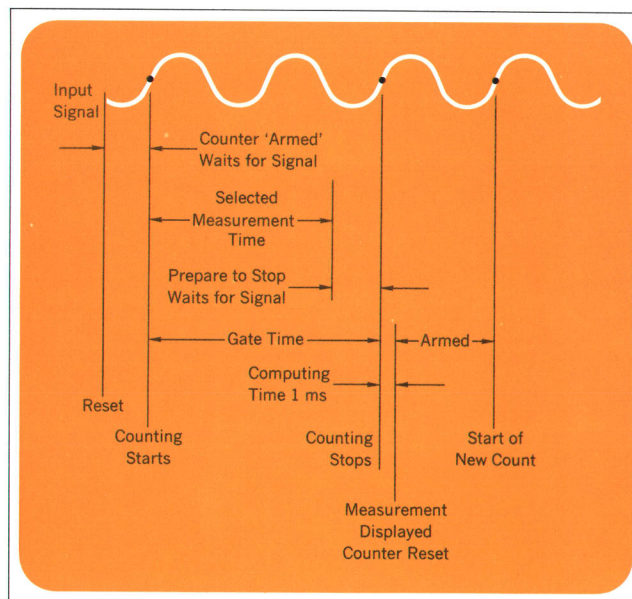 Input
Signal
Counter ‘Armed’
Waits for Signal
Selected
Measurement
Time
Prepare to Stop
Waits for Signal
Gate Time
Armed
Computing
Time 1 ms
Reset
Counting
Starts
Counting
Stops
Start of
New Count
Measurement
Displayed
Counter Reset